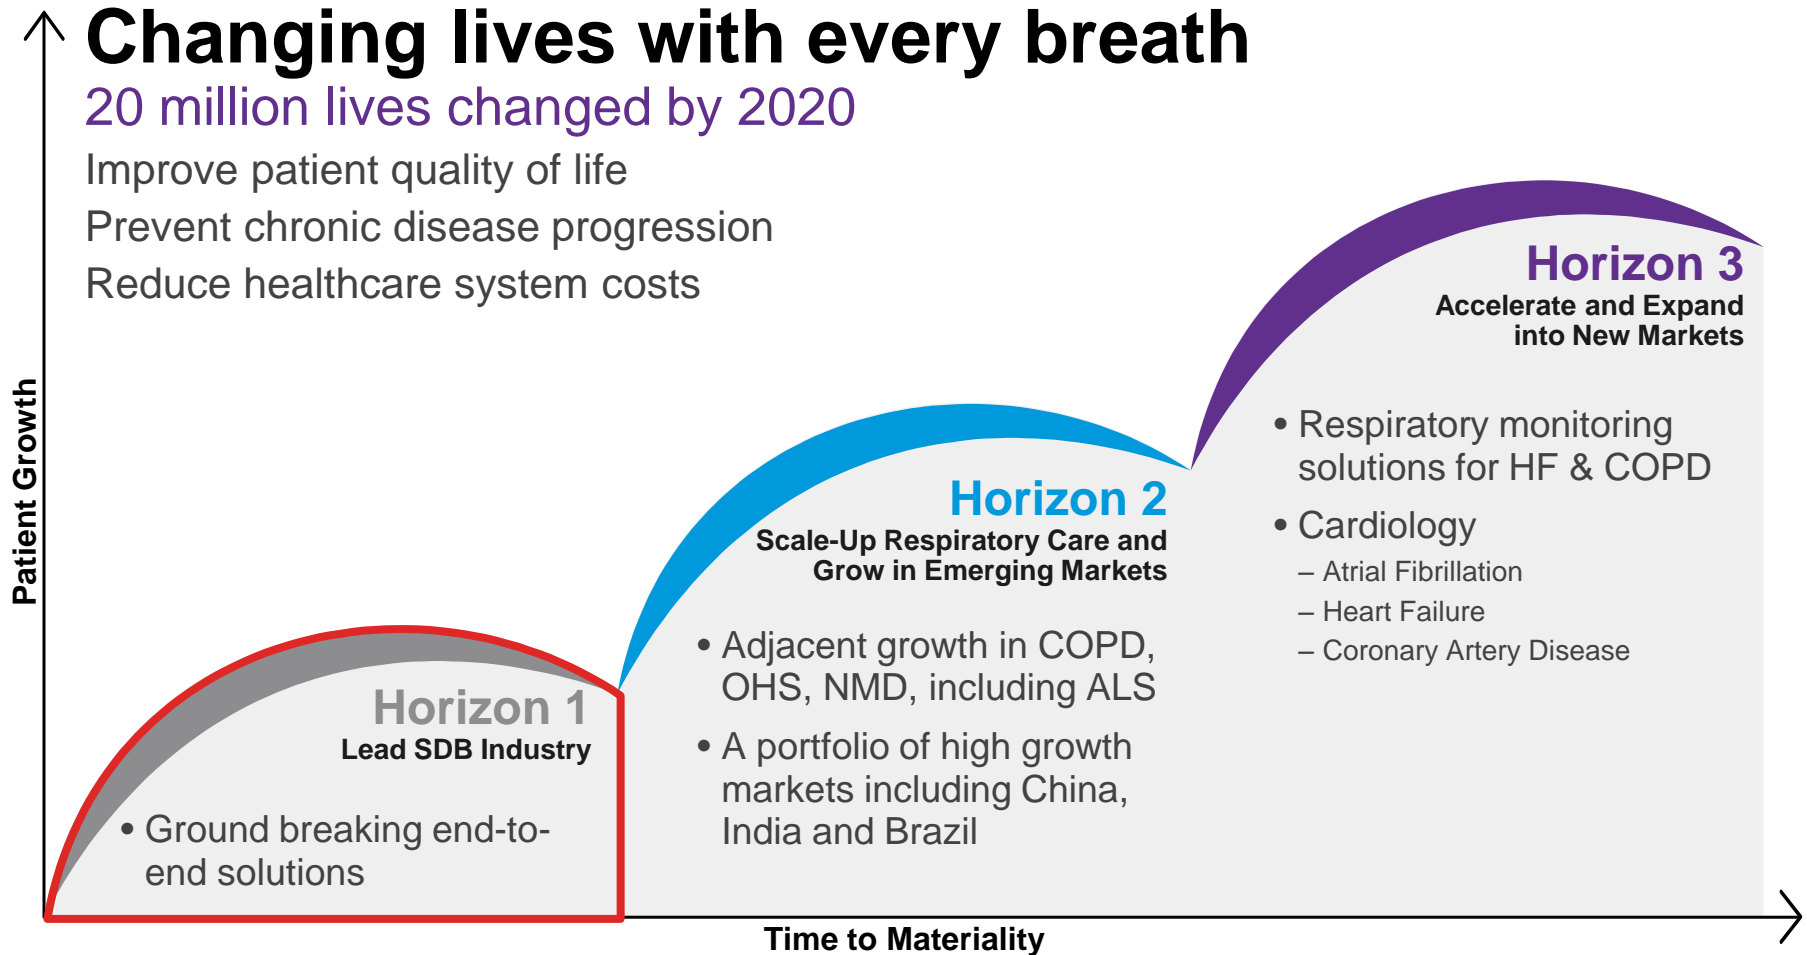 Changing lives with every breath
20 million lives changed by 2020
Improve patient quality of life
Prevent chronic disease progression
Reduce healthcare system costs
Patient Growth
Horizon 1
Lead SDB Industry
• Ground breaking end-to-
end solutions
Horizon 2
Scale-Up Respiratory Care and
Grow in Emerging Markets
• Adjacent growth in COPD,
OHS, NMD, including ALS
• A portfolio of high growth
markets including China,
India and Brazil
Horizon 3
Accelerate and Expand
into New Markets
• Respiratory monitoring
solutions for HF & COPD
• Cardiology
– Atrial Fibrillation
– Heart Failure
– Coronary Artery Disease
Time to Materiality